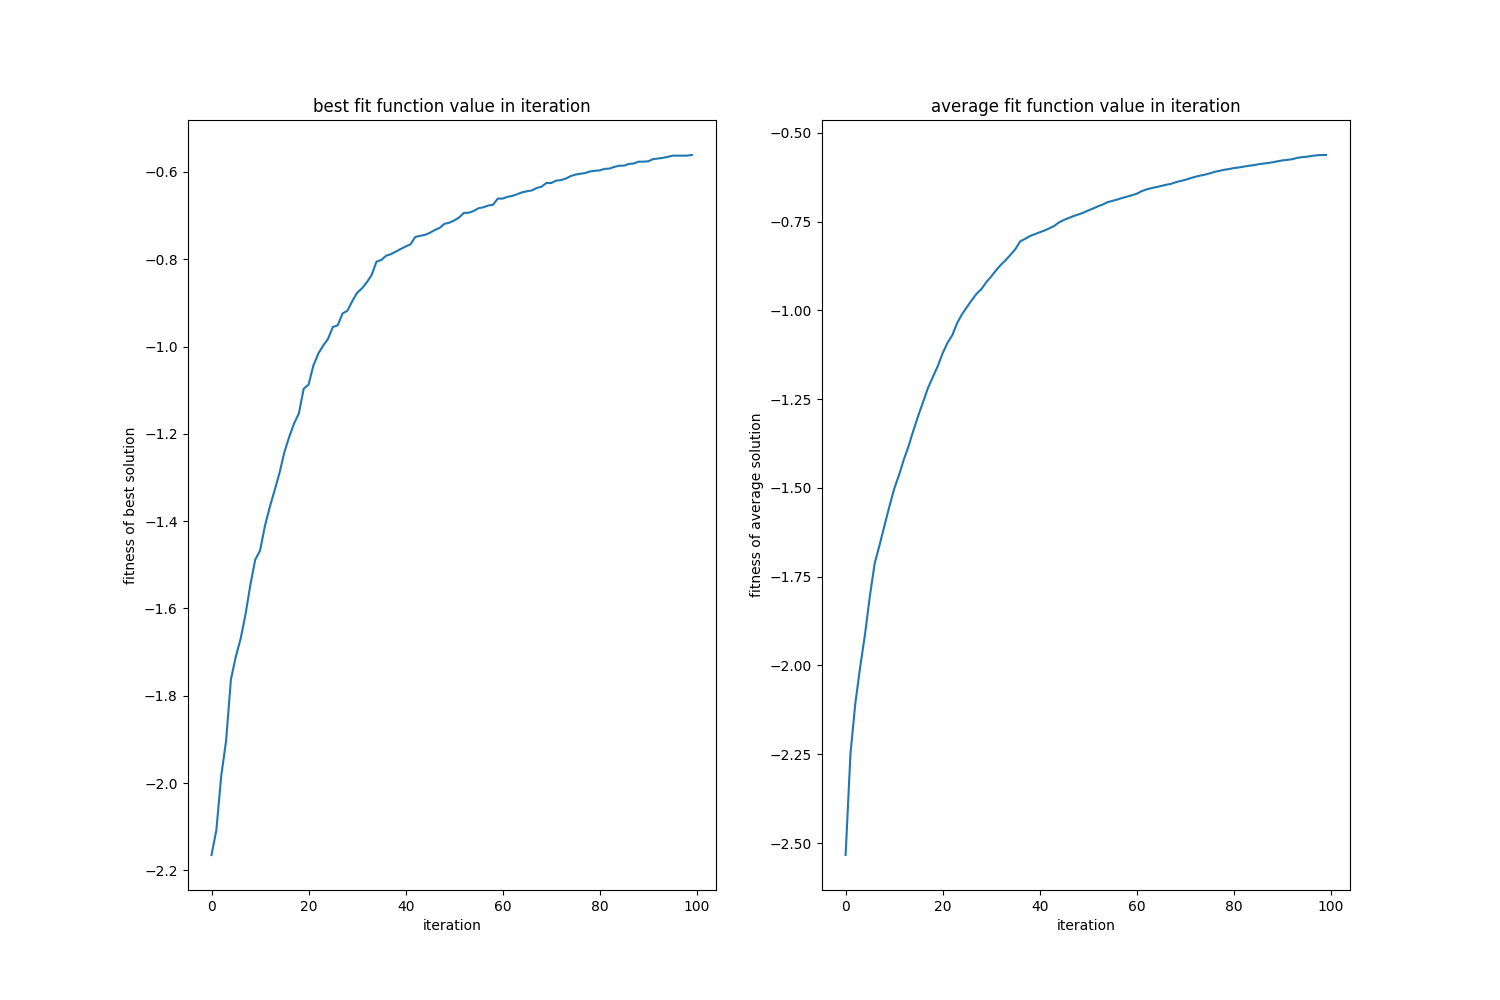 best fit function value in iteration
fitness of best solution
−0.6
−0.8
−1.0
−1.2
−1.4
−1.6
−1.8
−2.0
−2.2
0 20 40 60 80 100
iteration
average fit function value in iteration
fitness of average solution
−0.50
−0.75
−1.00
−1.25
−1.50
−1.75
−2.00
−2.25
−2.50
0 20 40 60 80 100
iteration